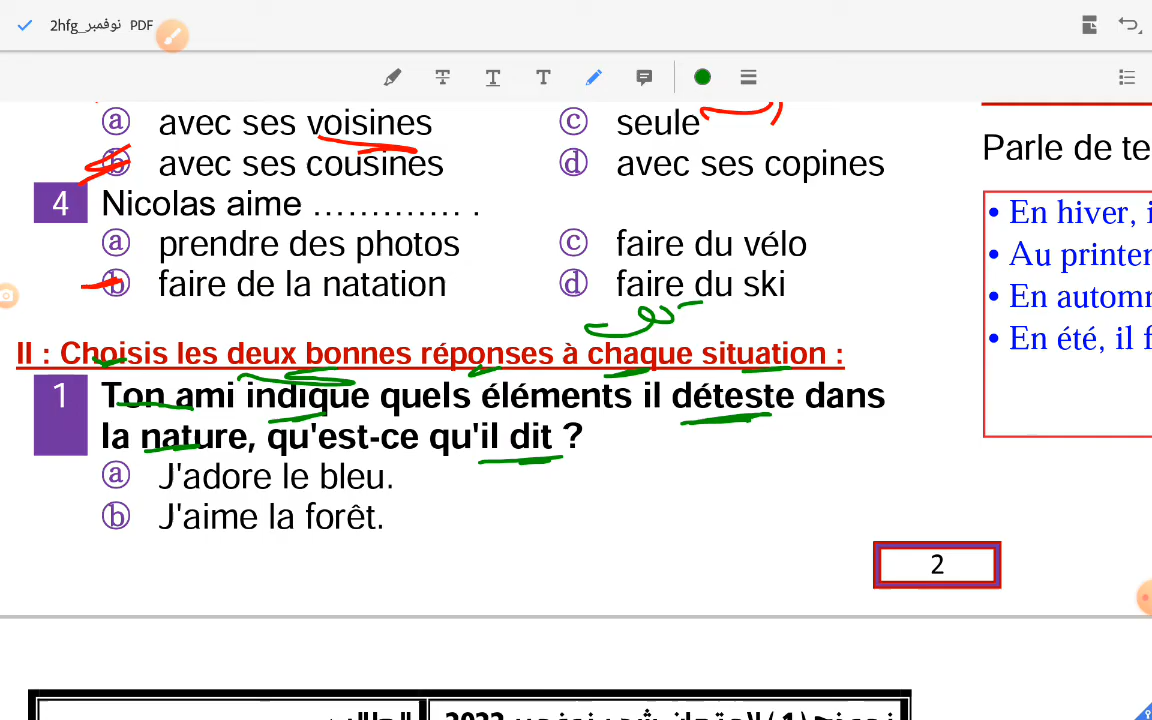 2hfg_نوفمبر PDF
ⓐ avec ses voisines ⓒ seule
ⓑ avec ses cousines ⓓ avec ses copines
4 Nicolas aime ............. .
ⓐ prendre des photos ⓒ faire du vélo
ⓑ faire de la natation ⓓ faire du ski
II : Choisis les deux bonnes réponses à chaque situation :
1 Ton ami indique quels éléments il déteste dans
la nature, qu'est-ce qu'il dit ?
ⓐ J'adore le bleu.
ⓑ J'aime la forêt.
2
Parle de te
• En hiver, i
• Au printer
• En automr
• En été, il f